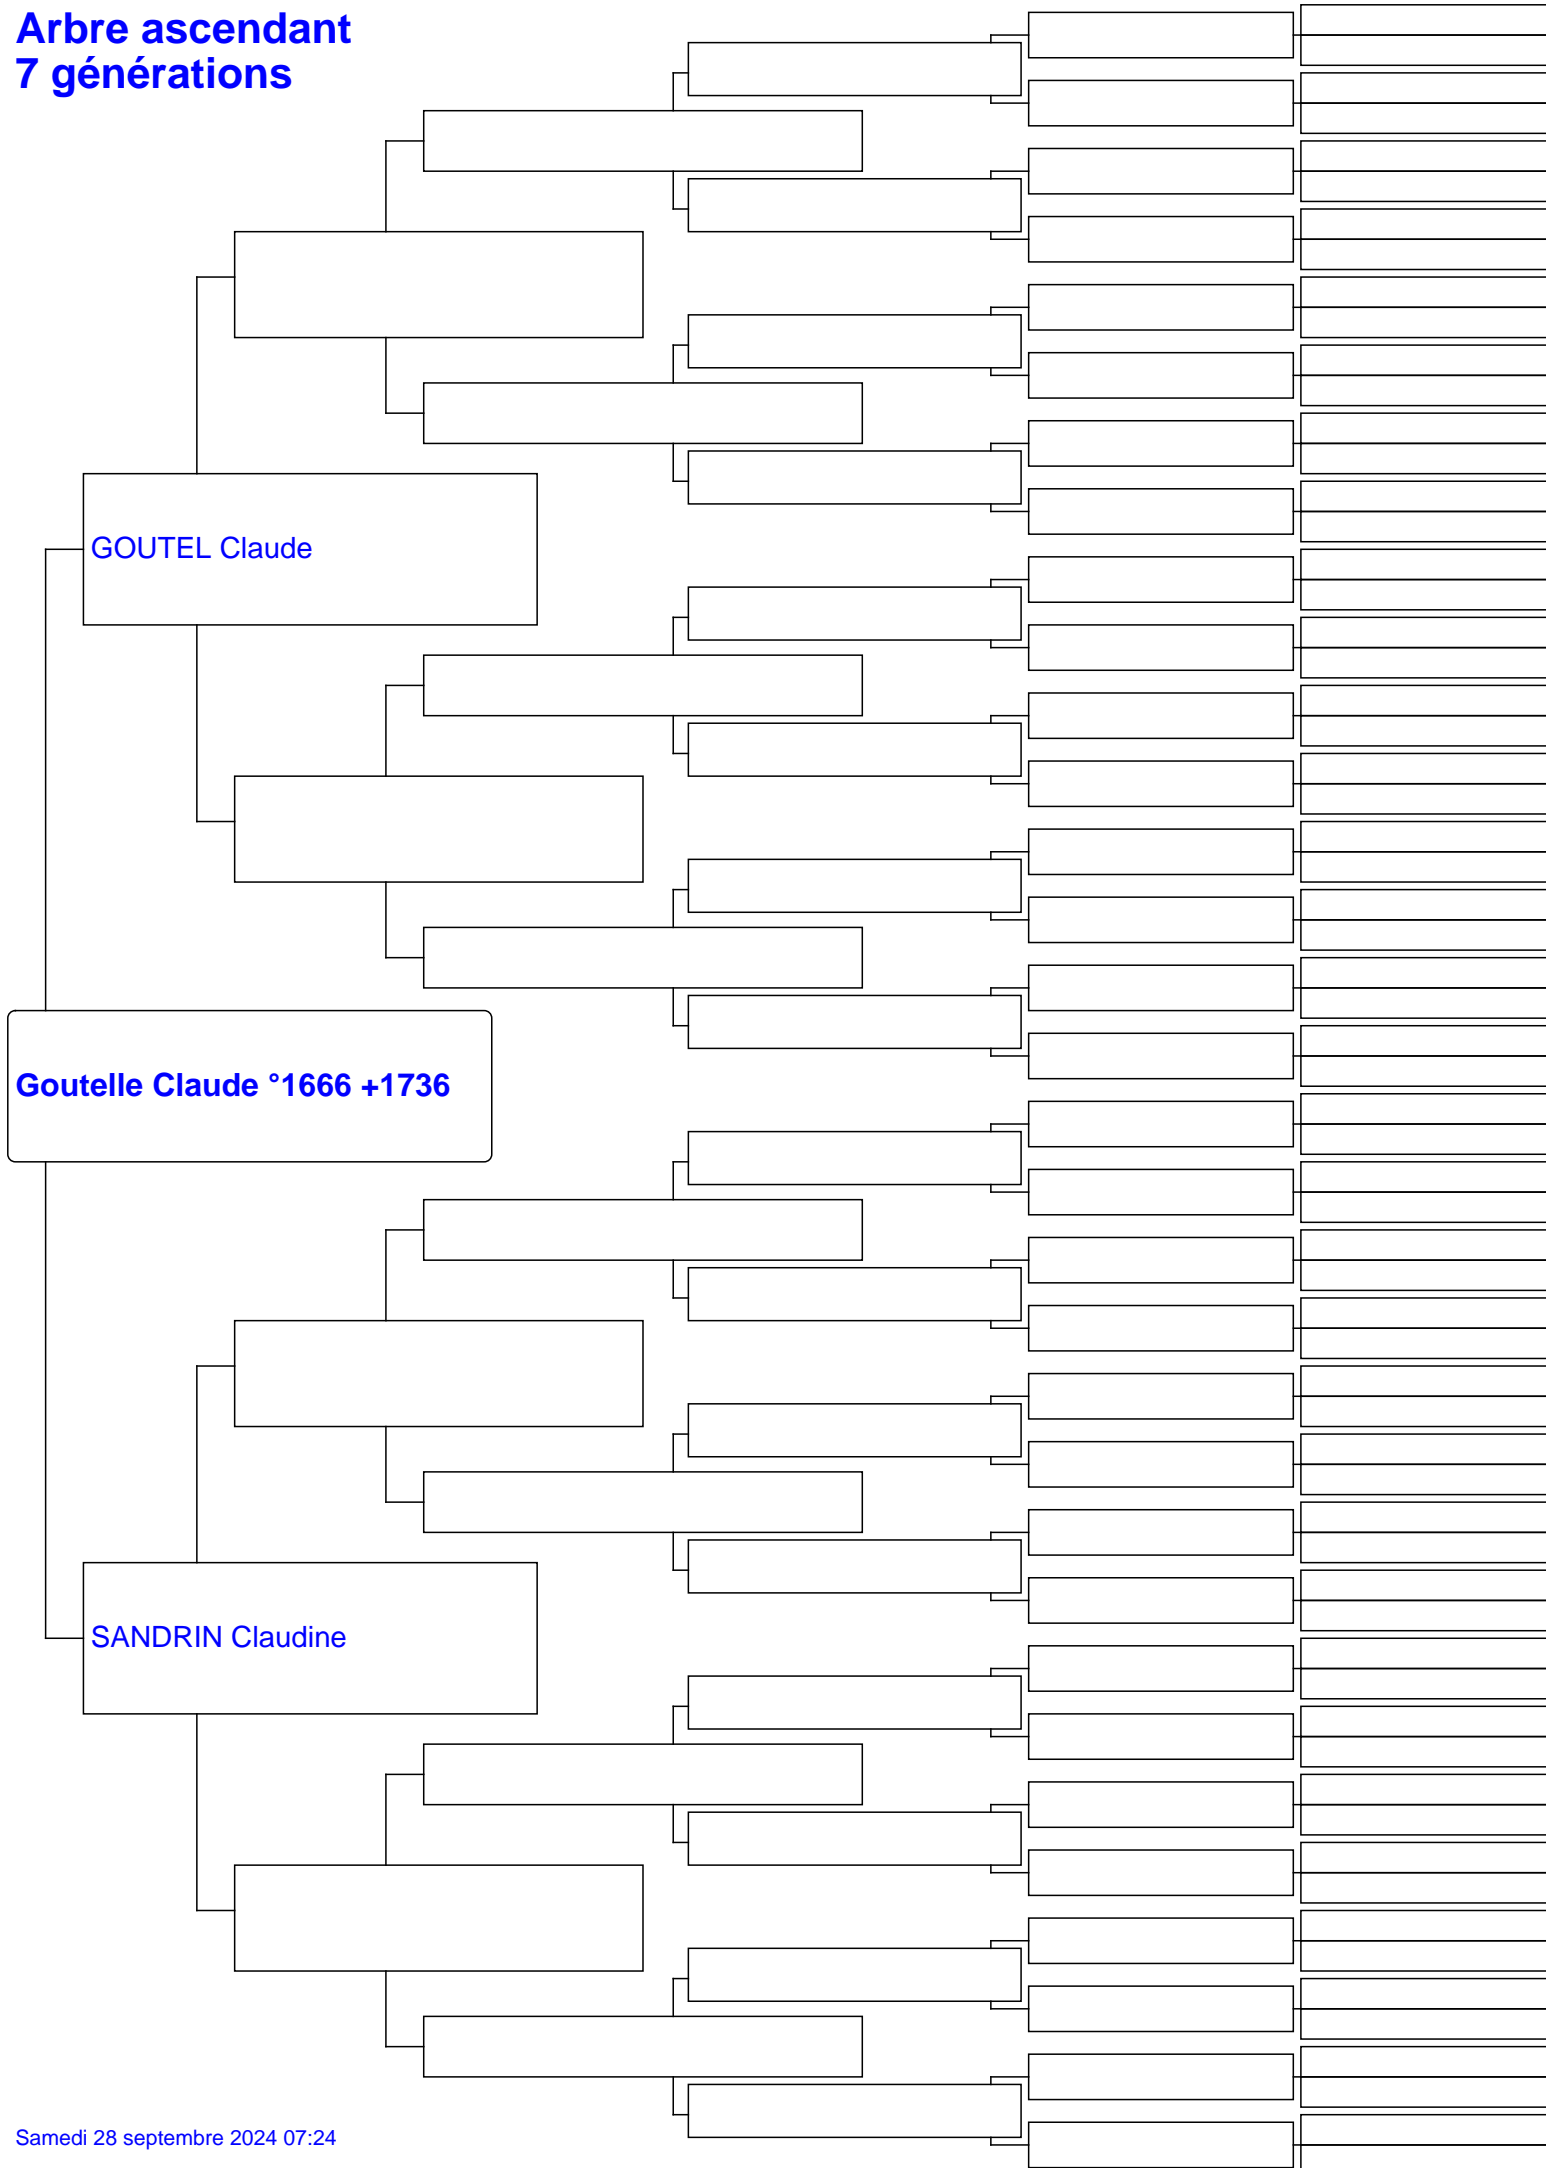 Arbre ascendant
7 générations
GOUTEL Claude
Goutelle Claude °1666 +1736
SANDRIN Claudine
Samedi 28 septembre 2024 07:24